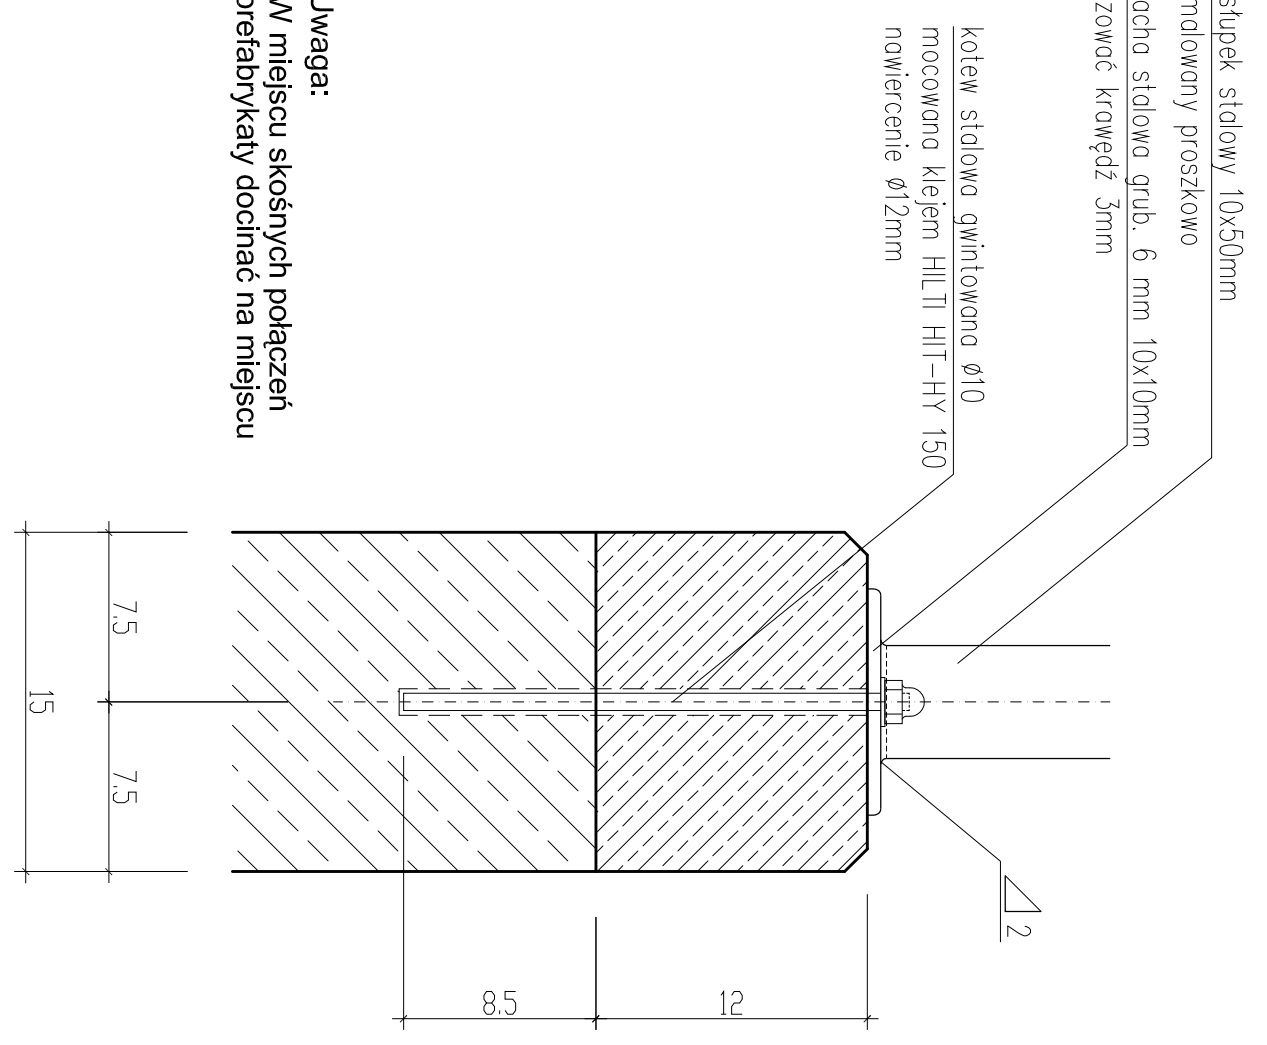 słupek stalowy 10x50mm
malowany proszkowo
acha stalowa grub. 6 mm 10x10mm
zować krawędź 3mm
kotew stalowa gwintowana Ø10
mocowana klejem HILTI HIT-HY 150
nawiercenie Ø12mm
Uwaga:
W miejscu skośnych połączeń
prefabrykaty docinać na miejscu
7.5
7.5
15
2
8.5
12